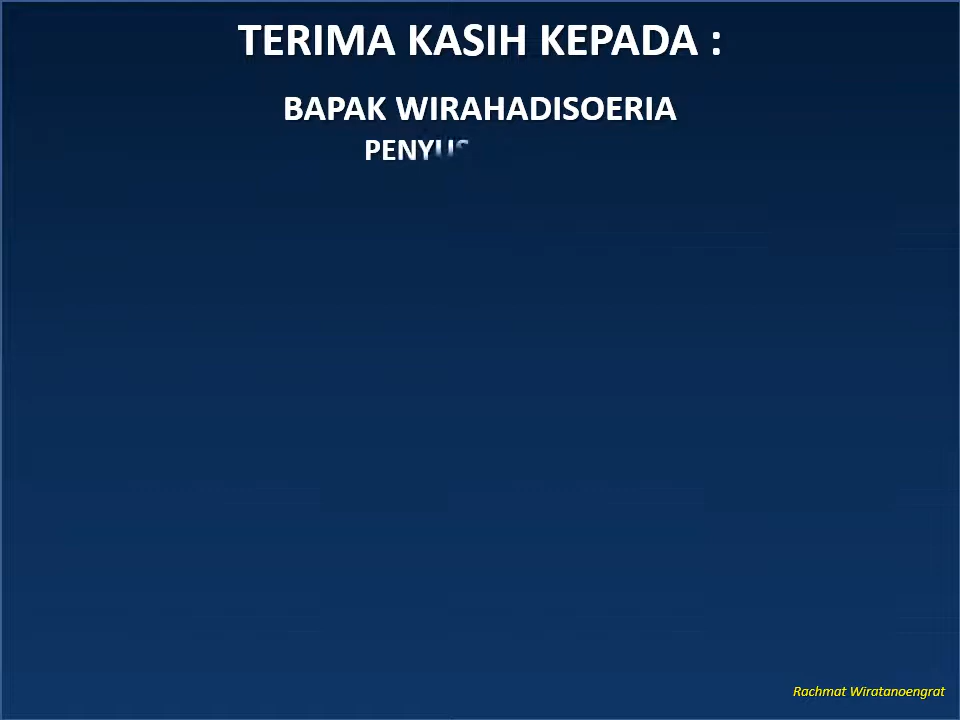 TERIMA KASIH KEPADA :
BAPAK WIRAHADISOERIA
Rachmat Wiratanoengrat